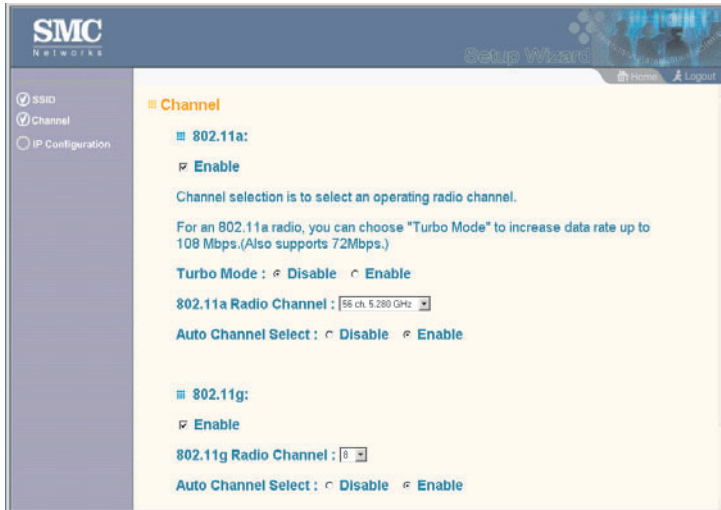 SMC
Networks
Setup Wizard
Home Logout
SSID
Channel
IP Configuration
Channel
802.11a:
Enable
Channel selection is to select an operating radio channel.
For an 802.11a radio, you can choose "Turbo Mode" to increase data rate up to
108 Mbps.(Also supports 72Mbps.)
Turbo Mode : Disable Enable
802.11a Radio Channel : 56 ch, 5.280 GHz
Auto Channel Select : Disable Enable
802.11g:
Enable
802.11g Radio Channel : 8
Auto Channel Select : Disable Enable